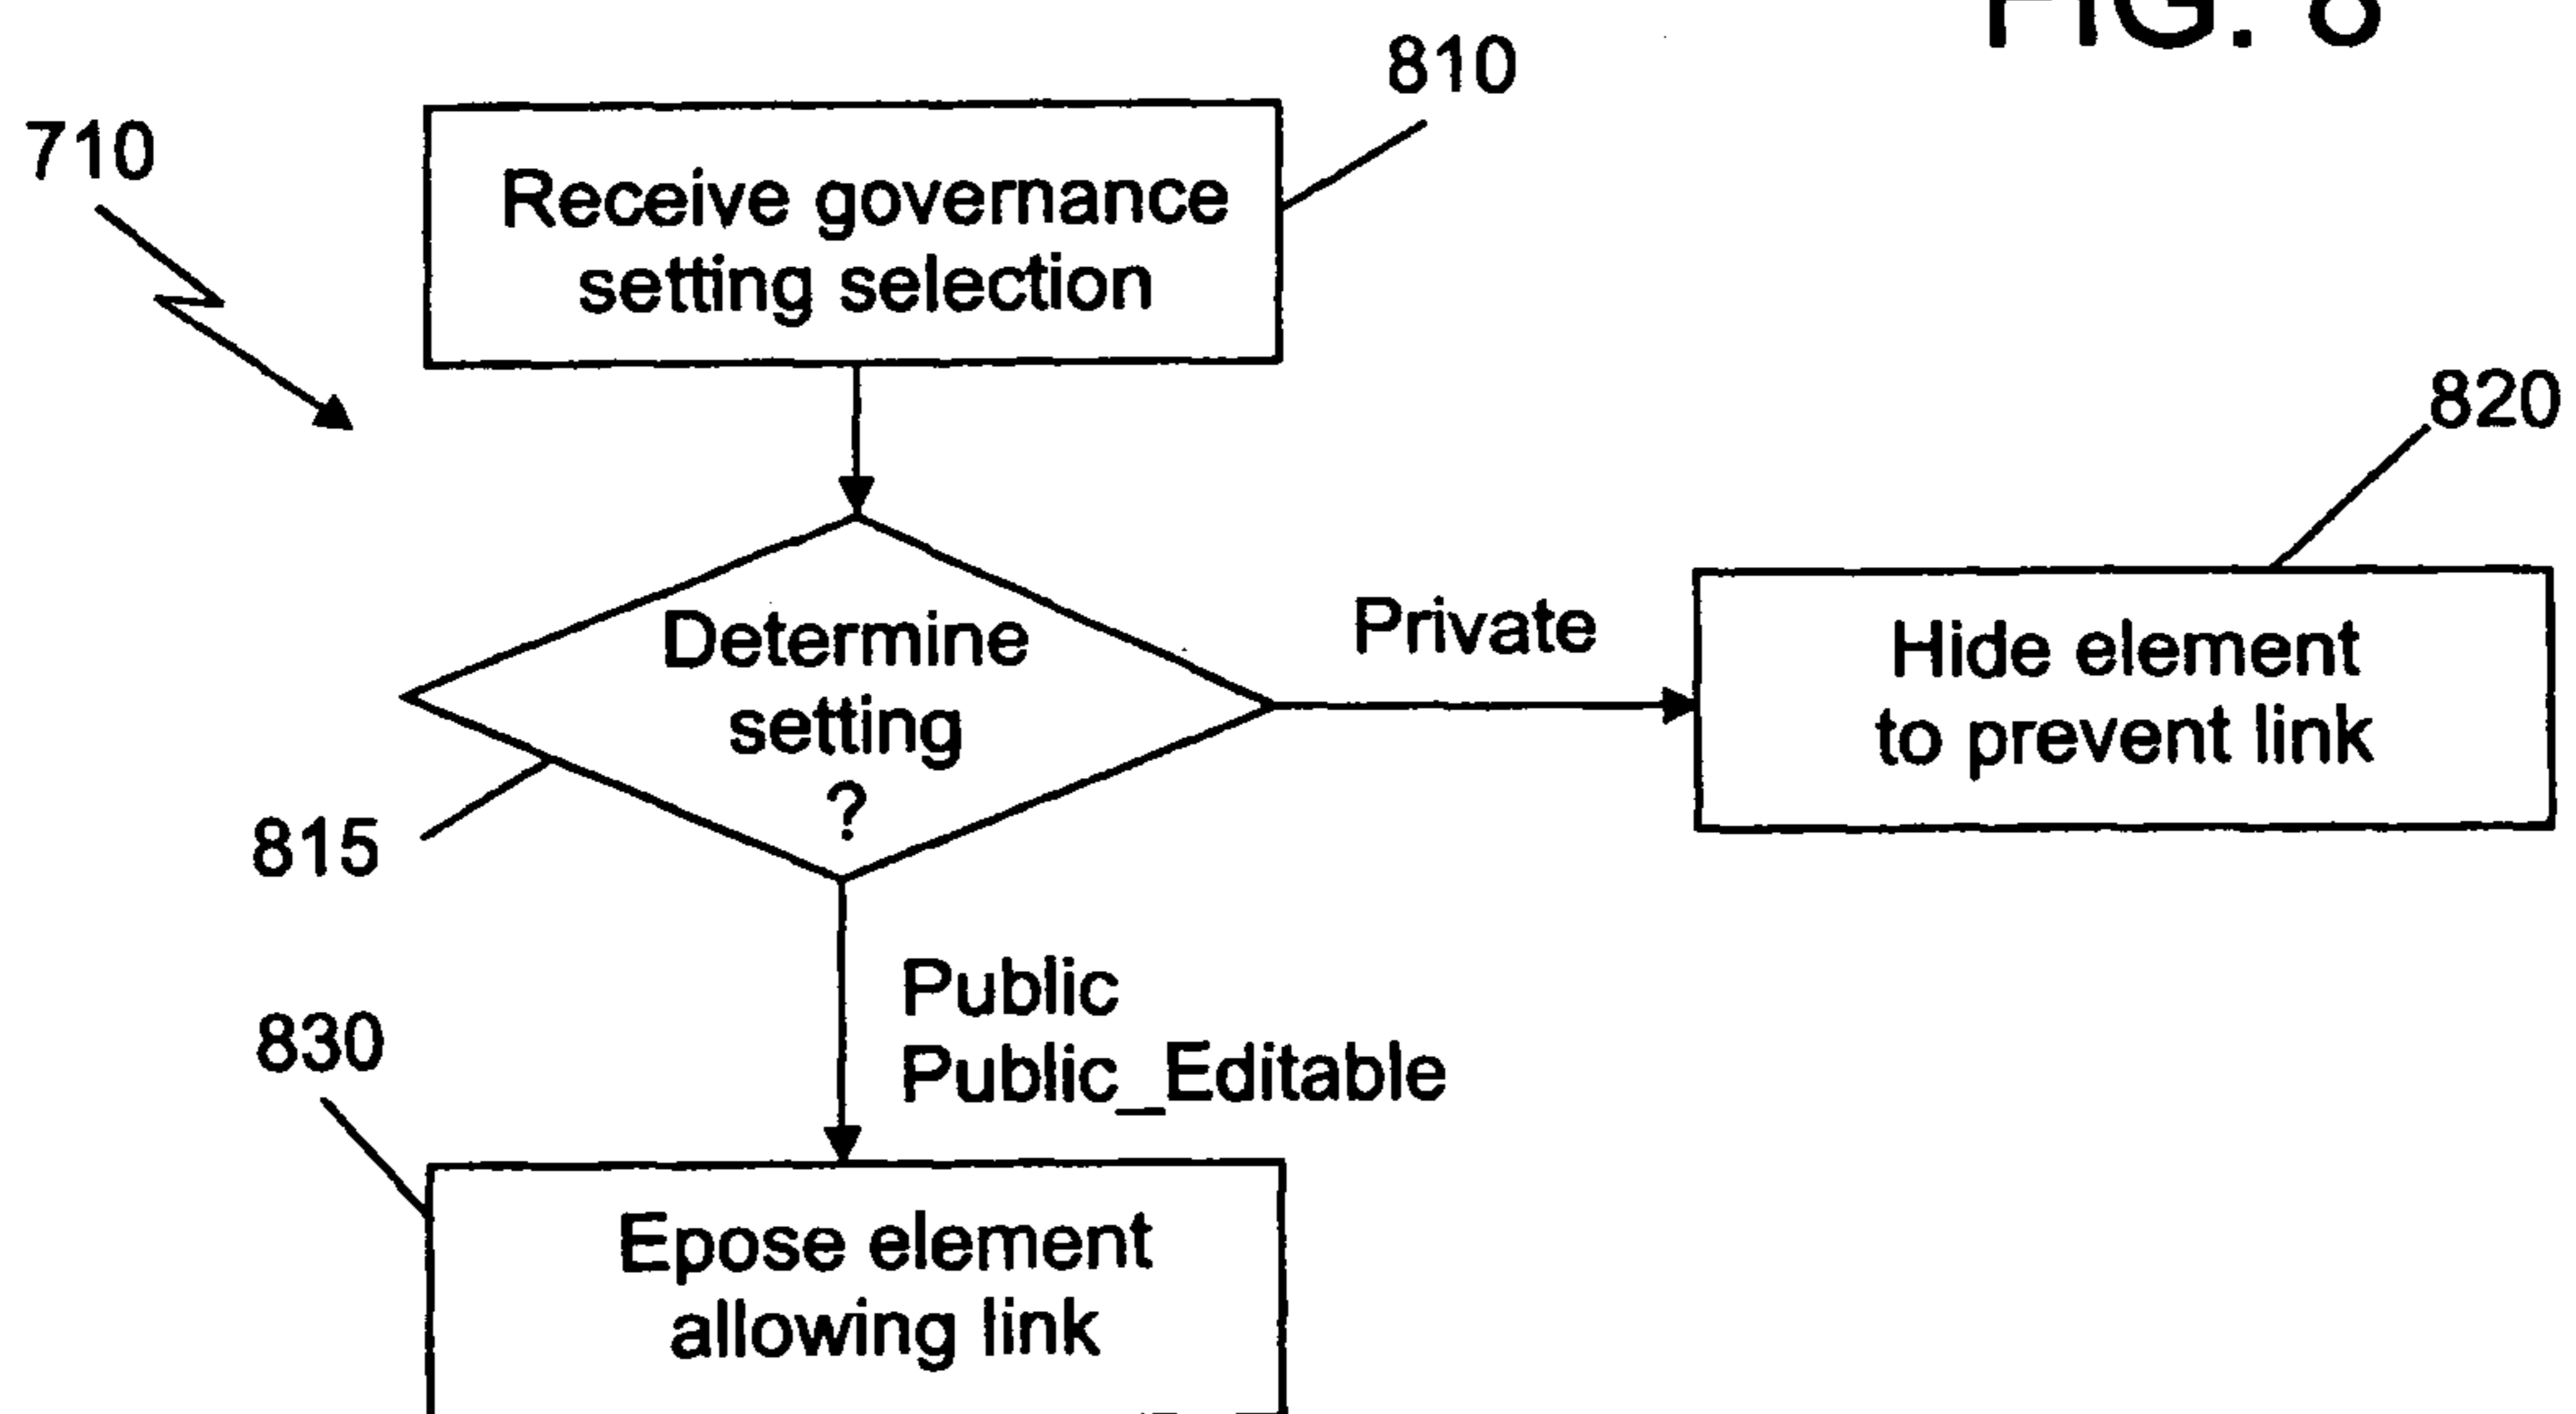 FIG. 8
810
710
Receive governance
setting selection
820
Determine
setting
?
Private
Hide element
to prevent link
815
Public
Public_Editable
830
Epose element
allowing link